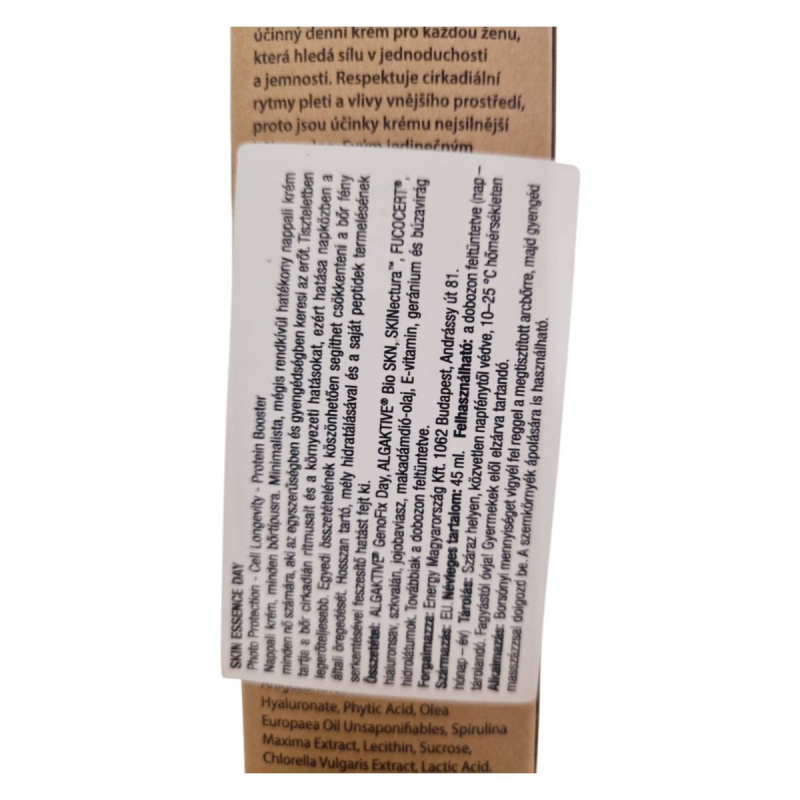 účinný denní krém pro každou ženu,
která hledá sílu v jednoduchosti
a jemnosti. Respektuje cirkadiální
rytmy pleti a vlivy vnějšího prostředí,
proto jsou účinky krému nejsilnější
Svým jedinečným
SKIN ESSENCE DAY
Photo Protection - Cell Longevity - Protein Booster
Nappali krém, minden bőrtípusra. Minimalista, mégis rendkívül hatékony nappali krém
minden nő számára, aki az egyszerűségben és gyengédségben keresi az erőt. Tiszteletben
tartja a bőr cirkadián ritmusait és a környezeti hatásokat, ezért hatása napközben a
legerőteljesebb. Egyedi összetételének köszönhetően segíthet csökkenteni a bőr fény
általi öregedését. Hosszan tartó, mély hidratálásával és a saját peptidek termelésének
serkentésével feszesítő hatást fejt ki.
Összetétel: ALGAKTIVE® GenoFix Day, ALGAKTIVE® Bio SKN, SKINectura™, FUCOCERT®,
hialuronsav, szkvalán, jojobaviasz, makadámdió-olaj, E-vitamin, geránium és búzavirág
hidrolátumok. Továbbiak a dobozon feltüntetve.
Forgalmazza: Energy Magyarország Kft. 1062 Budapest, Andrássy út 81.
Származás: EU. Névleges tartalom: 45 ml. Felhasználható: a dobozon feltüntetve (nap –
hónap – év) Tárolás: Száraz helyen, közvetlen napfénytől védve, 10–25 °C hőmérsékleten
tárolandó. Fagyástól óvja! Gyermekek elől elzárva tartandó.
Alkalmazás: Borsónyi mennyiséget vigyél fel reggel a megtisztított arcbőrre, majd gyengéd
masszázzsal dolgozd be. A szemkörnyék ápolására is használható.
Hyaluronate, Phytic Acid, Olea
Europaea Oil Unsaponifiables, Spirulina
Maxima Extract, Lecithin, Sucrose,
Chlorella Vulgaris Extract, Lactic Acid.